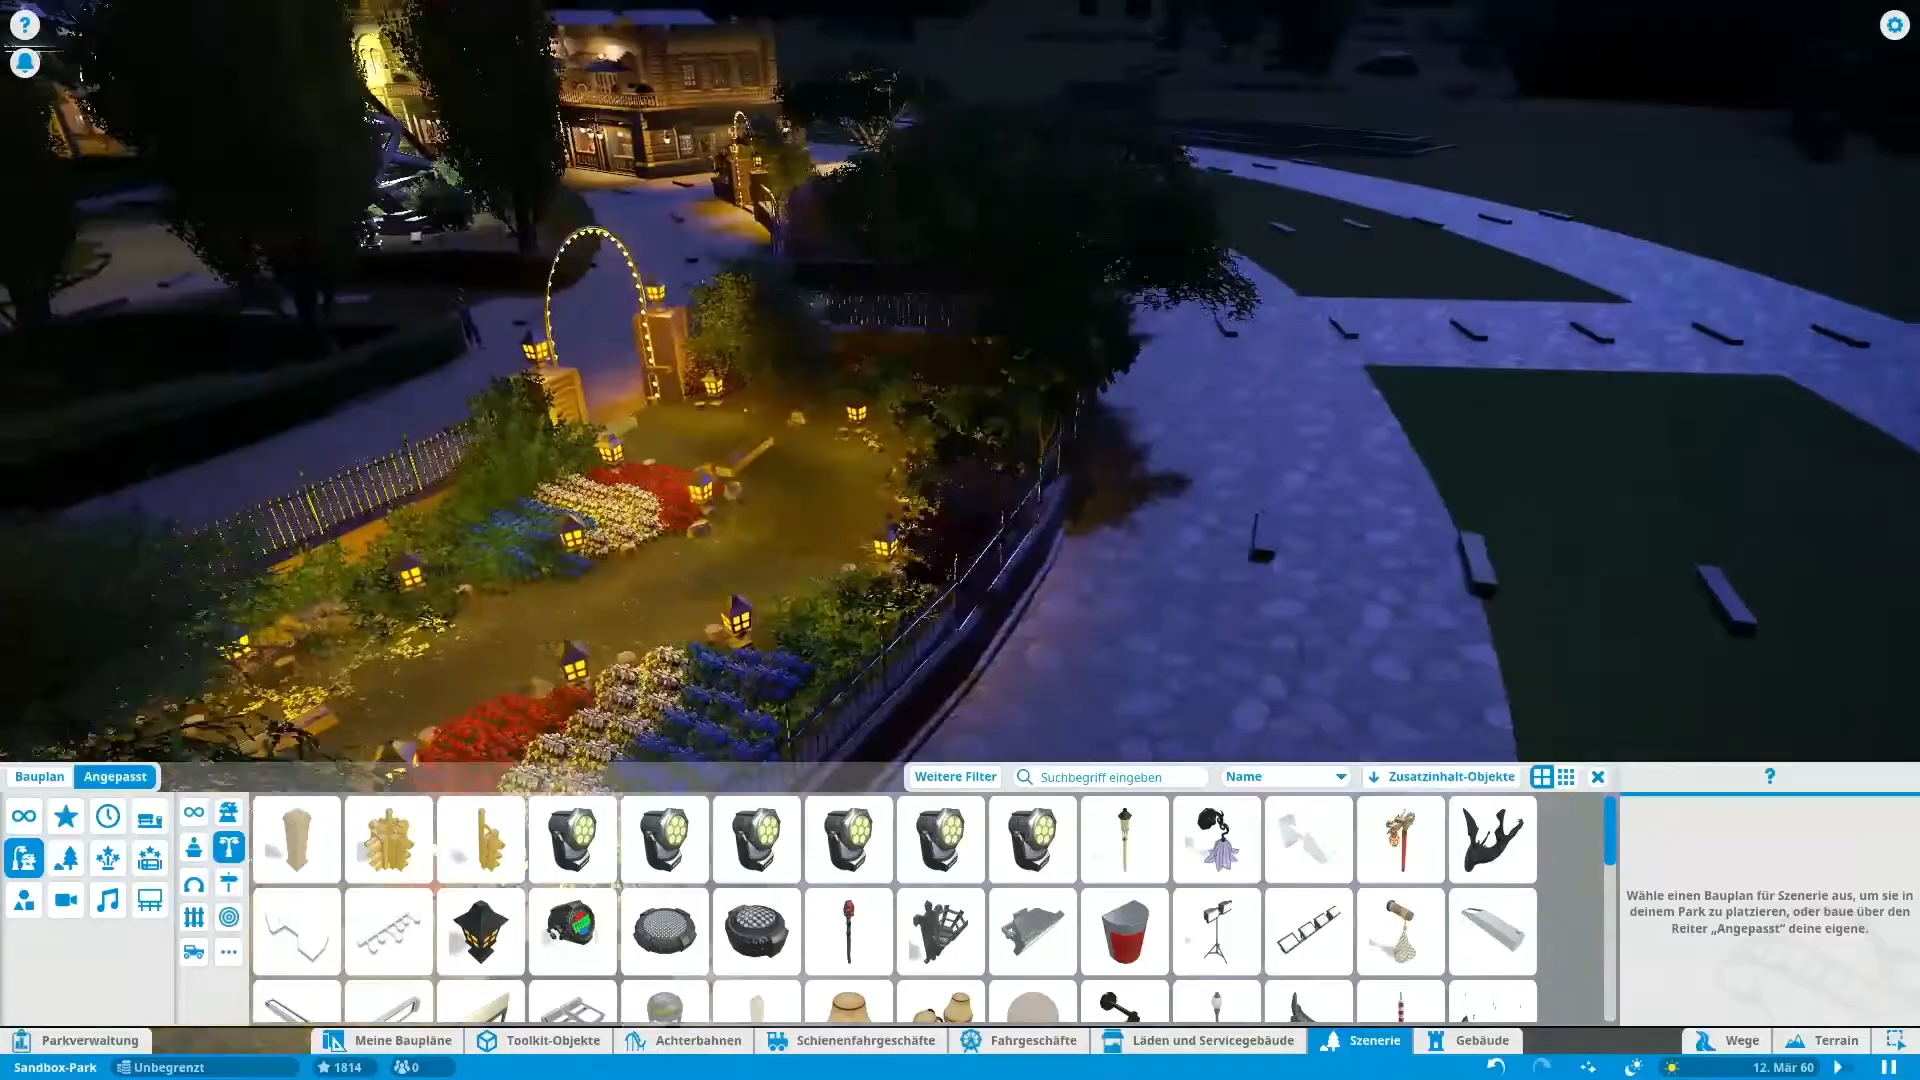 Bauplan Angepasst Weitere Filter Suchbegriff eingeben Name Zusatzinhalt-Objekte ?
Wähle einen Bauplan für Szenerie aus, um sie in
deinem Park zu platzieren, oder baue über den
Reiter „Angepasst“ deine eigene.
Parkverwaltung Meine Baupläne Toolkit-Objekte Achterbahnen Schienenfahrgeschäfte Fahrgeschäfte Läden und Servicegebäude Szenerie Gebäude Wege Terrain
Sandbox-Park Unbegrenzt 1814 0 12. Mär 60